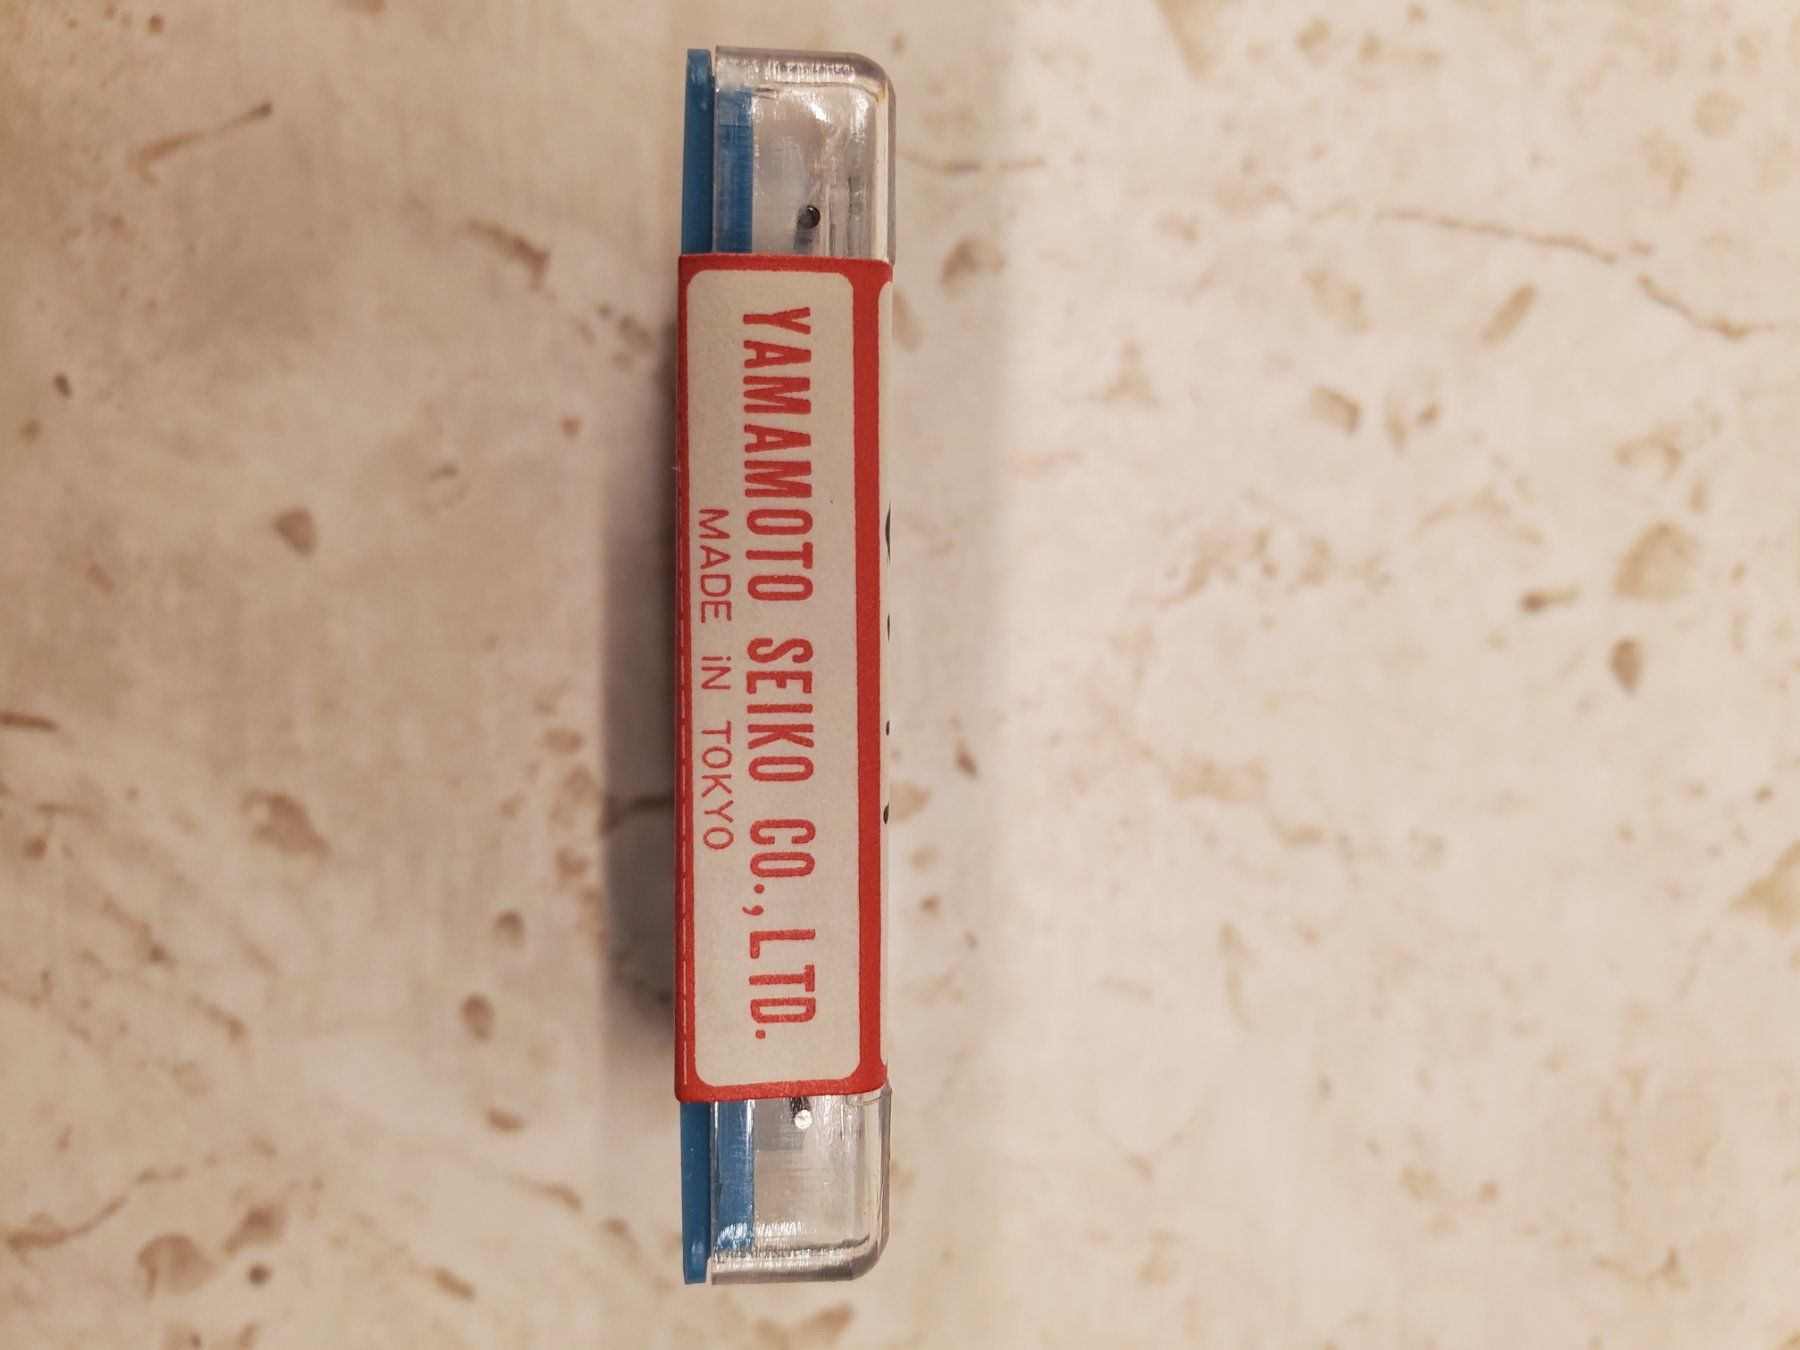 YAMAMOTO SEIKO CO.,LTD.
MADE iN TOKYO